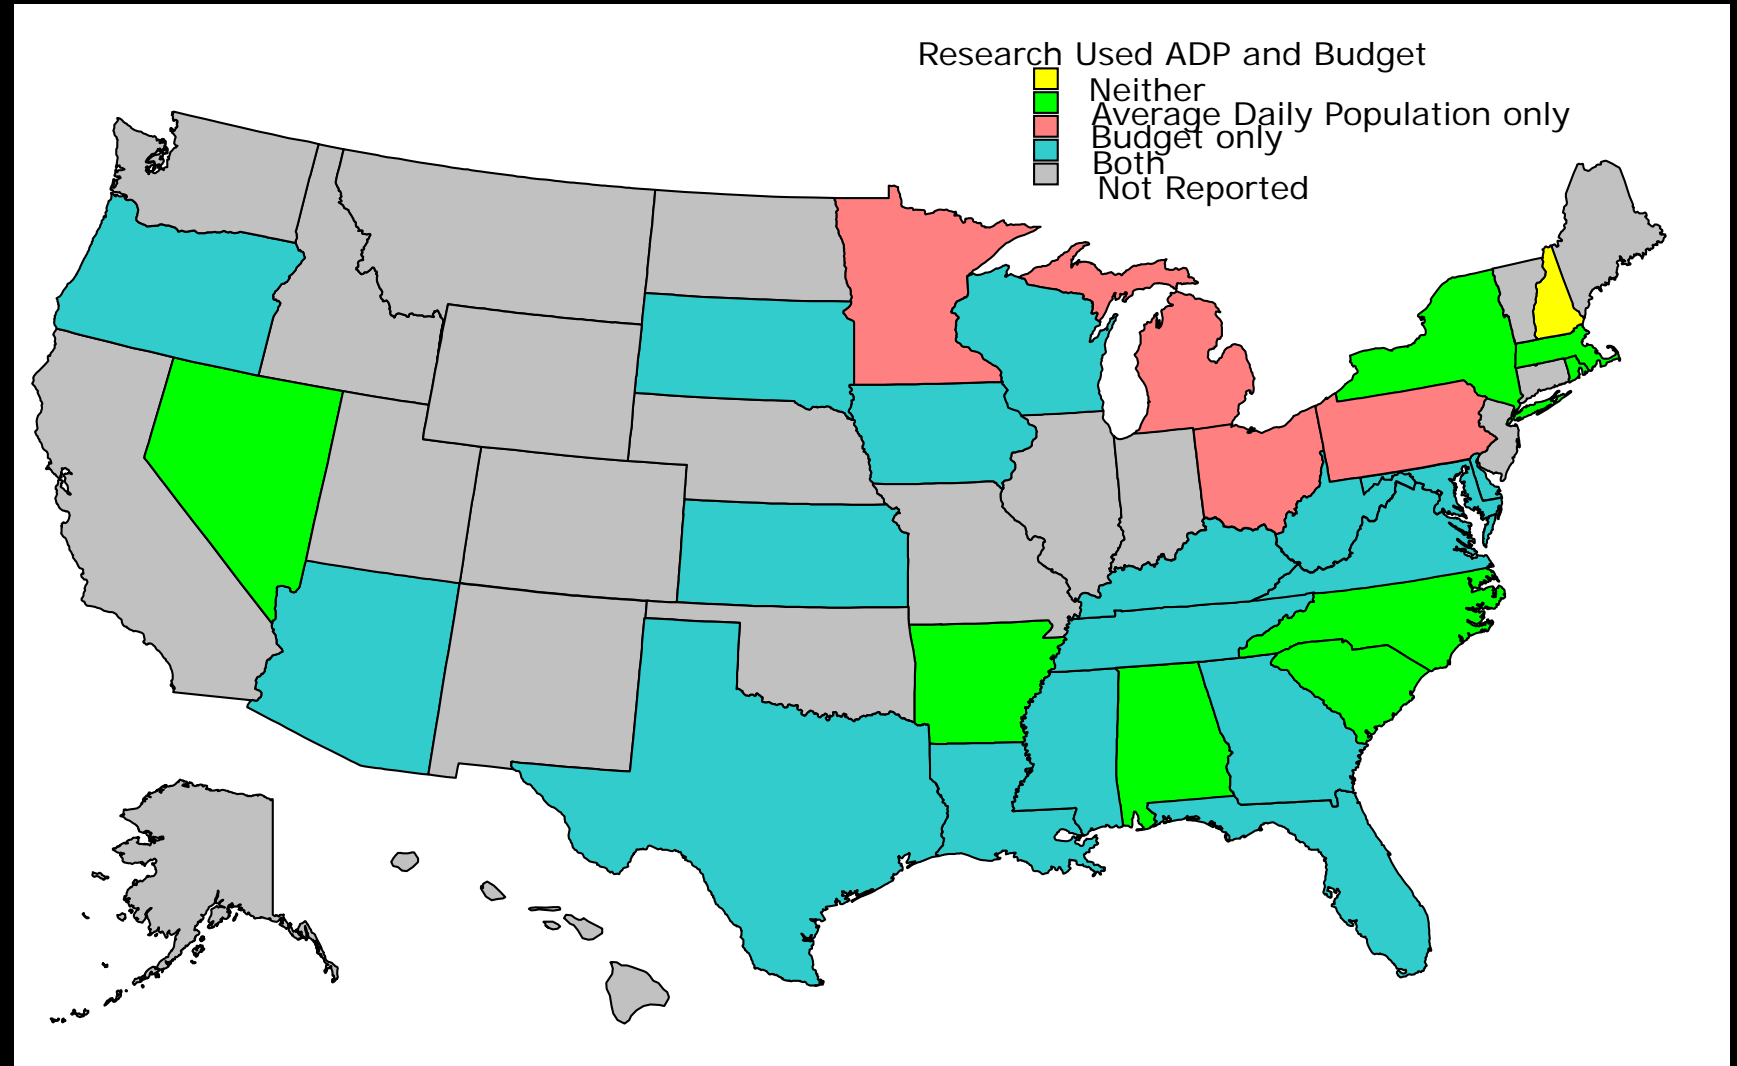 Research Used ADP and Budget
Neither
Average Daily Population only
Budget only
Both
Not Reported